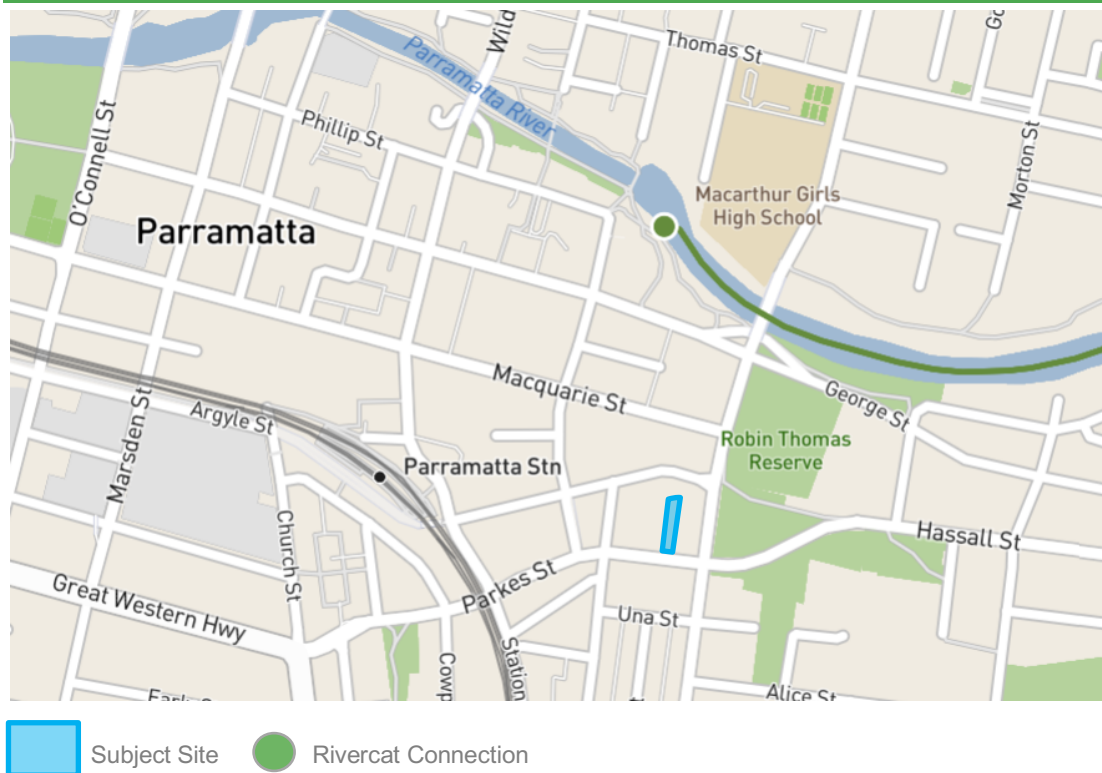 Thomas St
Wild
Parramatta River
O'Connell St
Phillip St
Morton St
Macarthur Girls
High School
Parramatta
Macquarie St
George St
Argyle St
Marsden St
Robin Thomas
Reserve
Parramatta Stn
Church St
Hassall St
Parkes St
Great Western Hwy
Una St
Station
Cowp
Alice St
Subject Site
Rivercat Connection